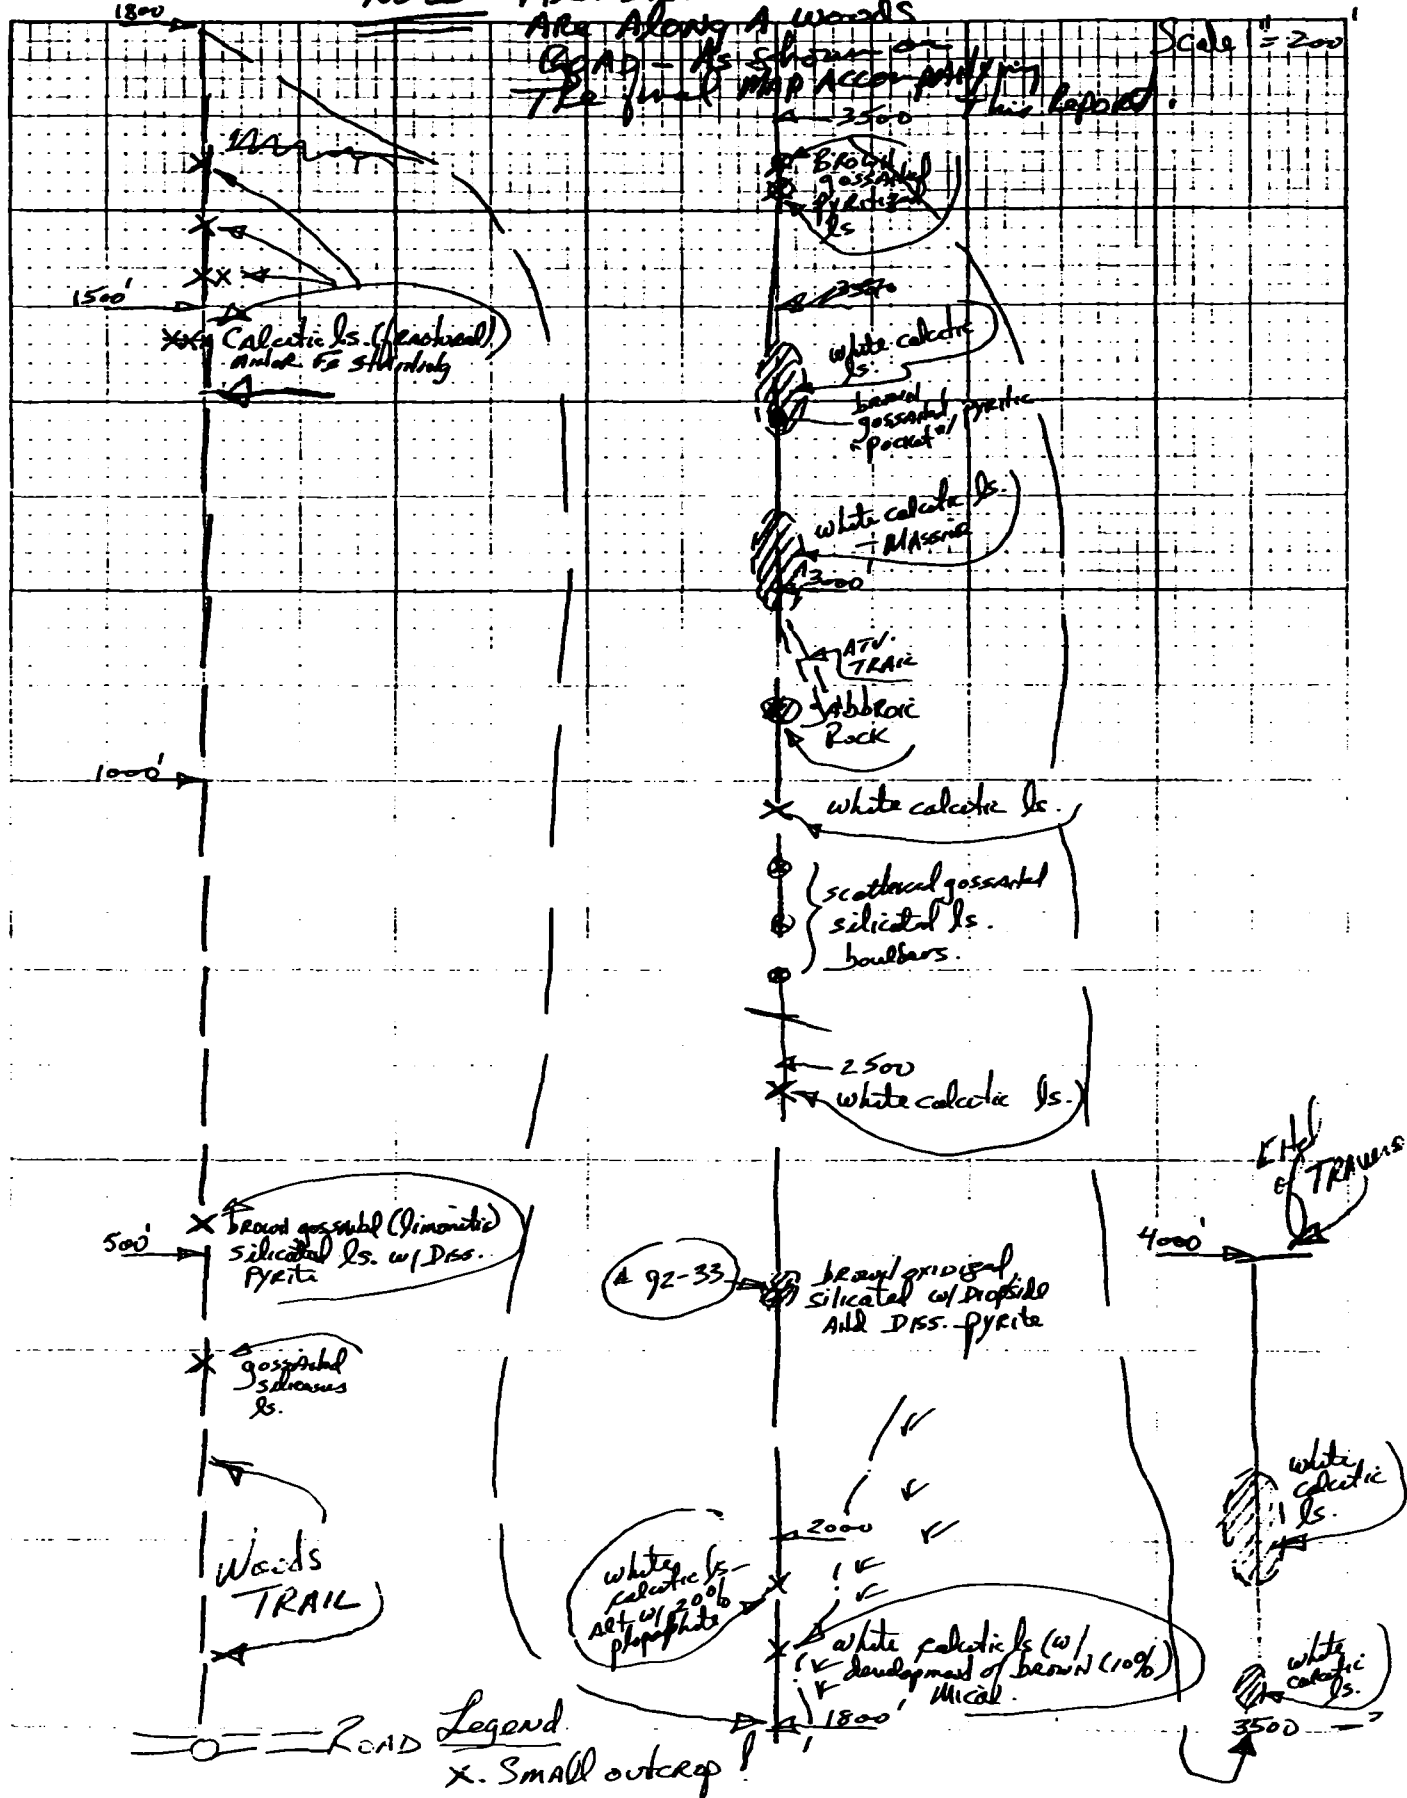 1800
Are Along A woods
ROAD - As shown on
The final MAP Accompanying
This Report.
Scale 1" = 200'
1500'
Calcitic ls. (fractured)
minor Fe staining
1000'
brown gossaned (limonitic)
silicated ls. w/ Diss.
Pyrite
500'
gossaned
siliceous
ls.
Woods
TRAIL
ROAD
Legend
X. Small outcrop
3500
Brown
gossaned
pyritized
ls
white calcitic
ls.
brown
gossaned pyritic
pocket
white calcitic ls.
- Massive
3000
ATV.
TRAIL
Gabbroic
Rock
white calcitic ls.
scattered gossaned
silicated ls.
boulders.
2500
white calcitic ls.
92-33
brown oxidized
silicated w/ Diopside
And Diss. pyrite
2000
white
calcitic ls -
Alt w/ 20%
white calcitic ls (w/
development of brown (10%)
Mica.
1800'
End
of TRAverse
4000'
white
calcitic
ls.
white
calcitic
ls.
3500